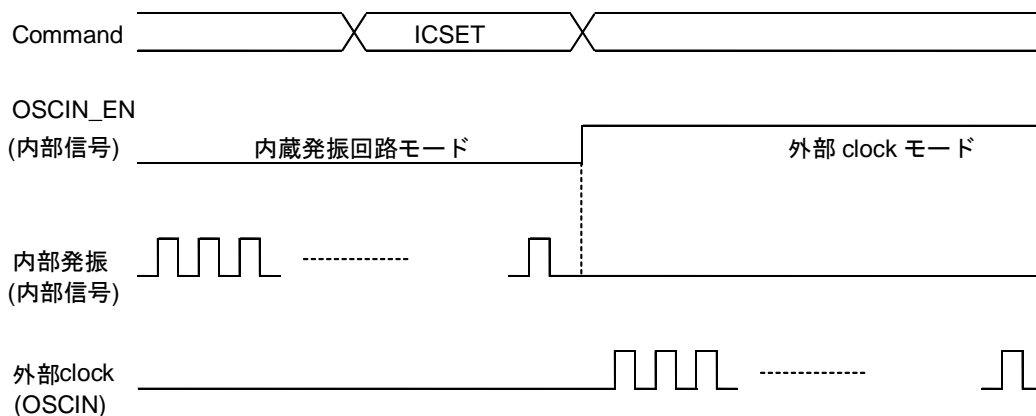 Command
ICSET
OSCIN_EN
(内部信号)
内蔵発振回路モード
外部 clock モード
内部発振
(内部信号)
外部clock
(OSCIN)